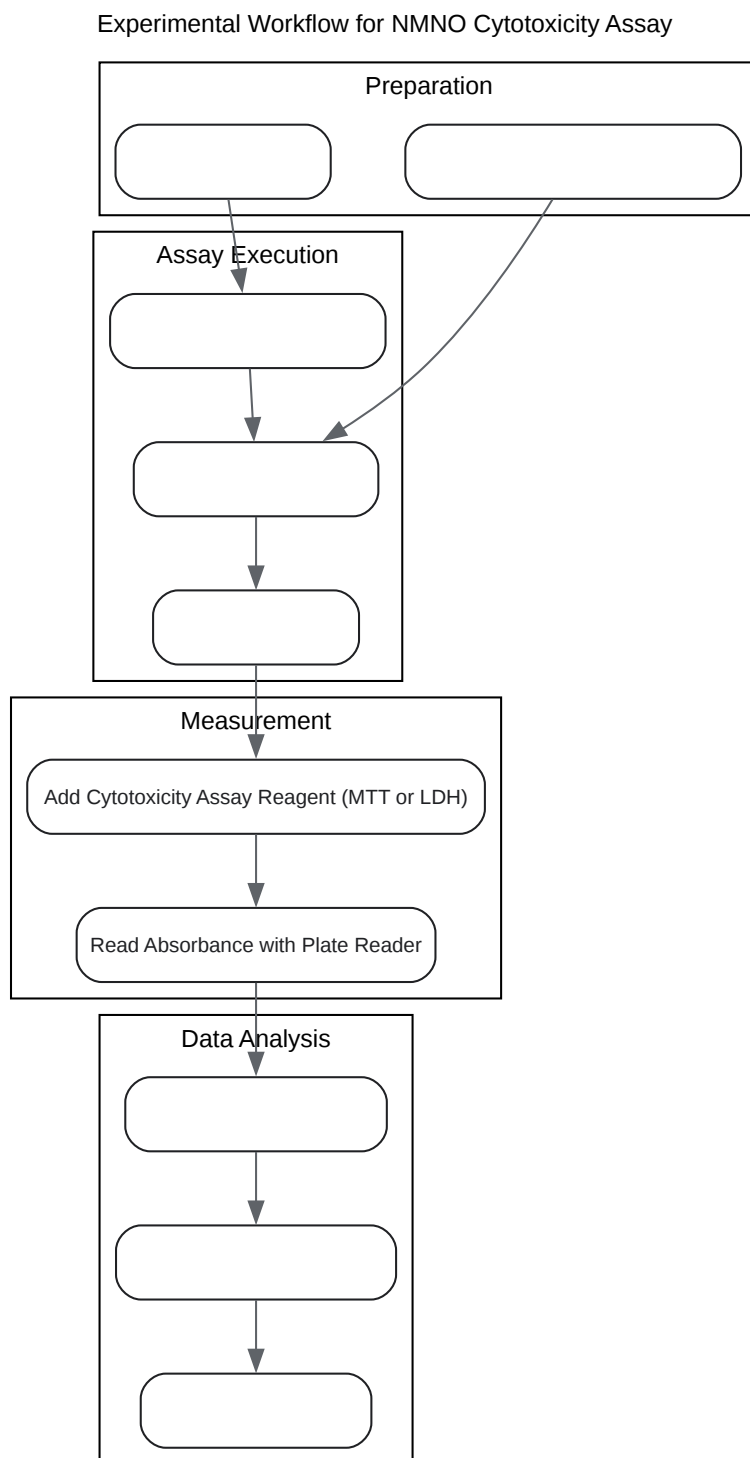 Experimental Workflow for NMNO Cytotoxicity Assay
Preparation
Assay Execution
Measurement
Add Cytotoxicity Assay Reagent (MTT or LDH)
Read Absorbance with Plate Reader
Data Analysis